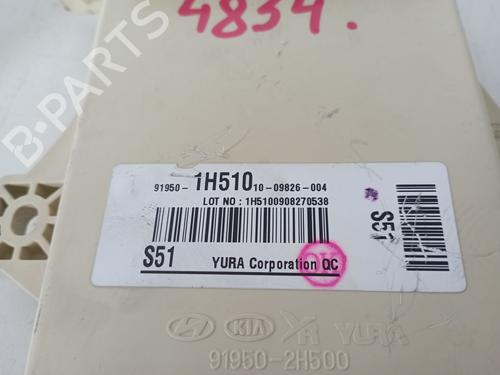 4834.
B-PARTS
91950-1H510 10-09826-004
LOT NO : 1H5100908270538
S51 YURA Corporation QC
OK
S51
KIA YURA
91950-2H500